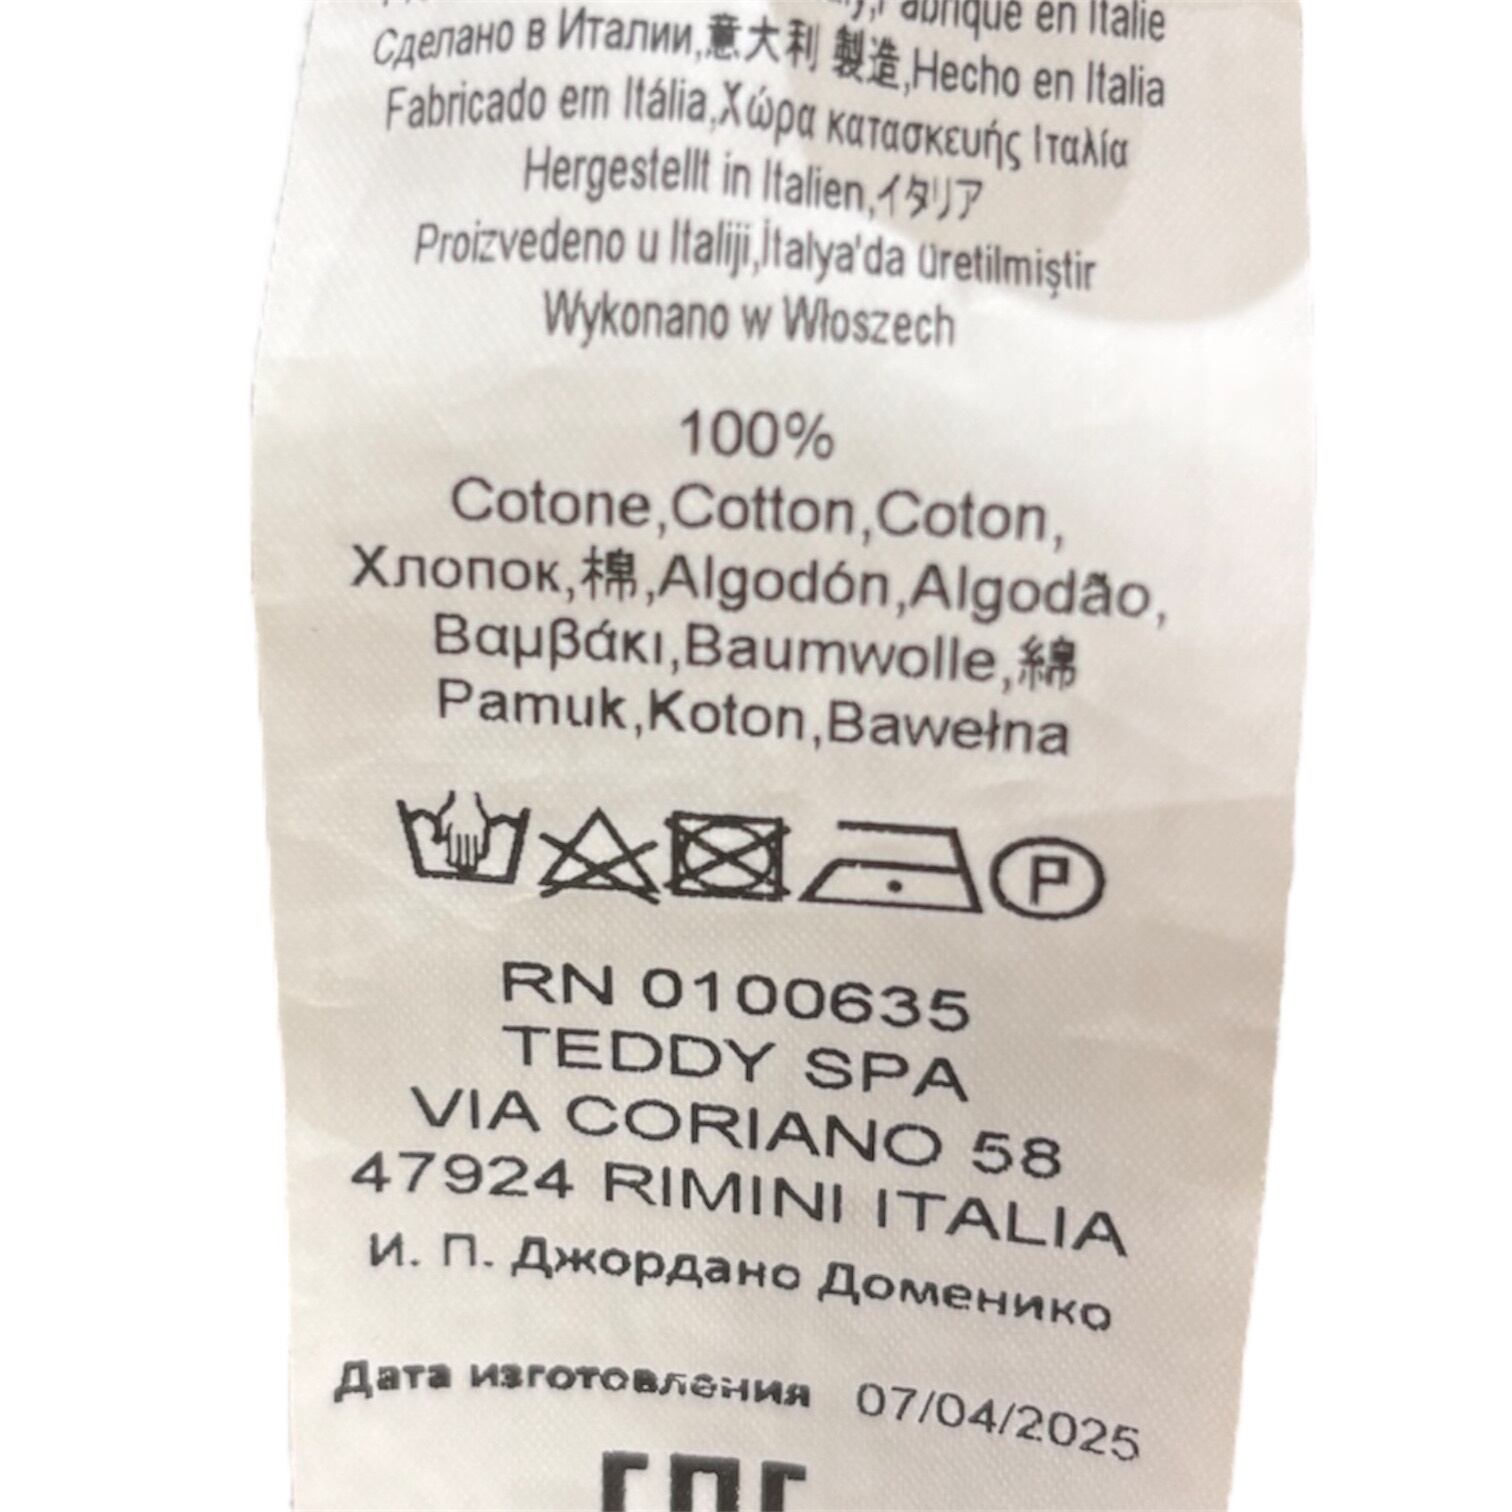 Fabrique en Italie
Сделано в Италии,意大利 製造,Hecho en Italia
Fabricado em Itália,Χώρα κατασκευής Ιταλία
Hergestellt in Italien,イタリア
Proizvedeno u Italiji,İtalya'da üretilmiştir
Wykonano w Włoszech
100%
Cotone,Cotton,Coton,
Хлопок,棉,Algodón,Algodão,
Βαμβάκι,Baumwolle,綿
Pamuk,Koton,Bawełna
P
RN 0100635
TEDDY SPA
VIA CORIANO 58
47924 RIMINI ITALIA
И. П. Джордано Доменико
Дата изготовления 07/04/2025